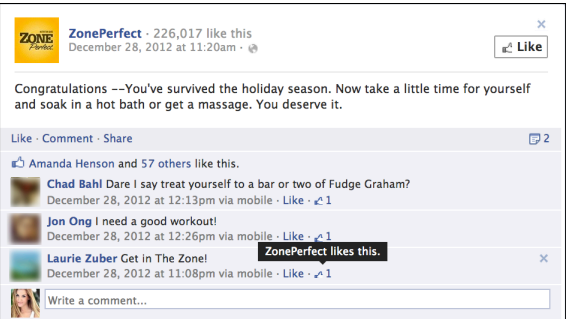 ZONE
Perfect
ZonePerfect · 226,017 like this
December 28, 2012 at 11:20am ·
Like
Congratulations --You've survived the holiday season. Now take a little time for yourself
and soak in a hot bath or get a massage. You deserve it.
Like · Comment · Share
2
Amanda Henson and 57 others like this.
Chad Bahl Dare I say treat yourself to a bar or two of Fudge Graham?
December 28, 2012 at 12:13pm via mobile · Like · 1
Jon Ong I need a good workout!
December 28, 2012 at 12:26pm via mobile · Like · 1
ZonePerfect likes this.
Laurie Zuber Get in The Zone!
December 28, 2012 at 11:08pm via mobile · Like · 1
Write a comment...